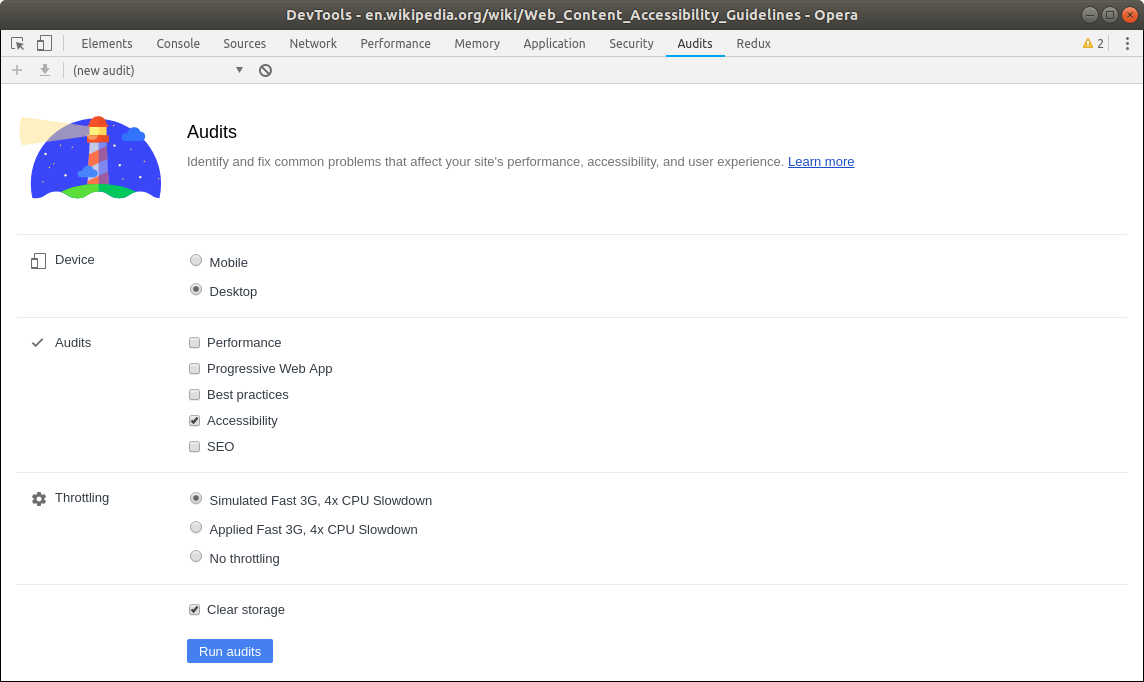 DevTools - en.wikipedia.org/wiki/Web_Content_Accessibility_Guidelines - Opera
Elements Console Sources Network Performance Memory Application Security Audits Redux 2
(new audit)
Audits
Identify and fix common problems that affect your site's performance, accessibility, and user experience. Learn more
Device
Mobile
Desktop
Audits
Performance
Progressive Web App
Best practices
Accessibility
SEO
Throttling
Simulated Fast 3G, 4x CPU Slowdown
Applied Fast 3G, 4x CPU Slowdown
No throttling
Clear storage
Run audits